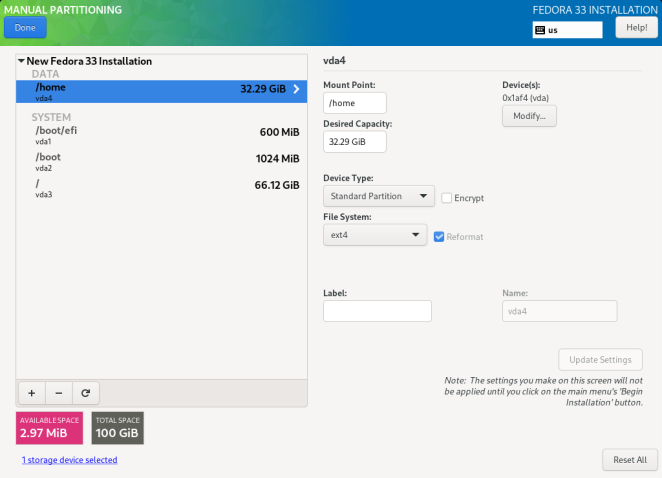 MANUAL PARTITIONING
FEDORA 33 INSTALLATION
Done
us
Help!
New Fedora 33 Installation
DATA
/home
32.29 GiB
vda4
SYSTEM
/boot/efi
600 MiB
vda1
/boot
1024 MiB
vda2
/
66.12 GiB
vda3
+ −
AVAILABLE SPACE
2.97 MiB
TOTAL SPACE
100 GiB
1 storage device selected
vda4
Mount Point:
/home
Device(s):
0x1af4 (vda)
Modify...
Desired Capacity:
32.29 GiB
Device Type:
Standard Partition
Encrypt
File System:
ext4
Reformat
Label:
Name:
vda4
Update Settings
Note: The settings you make on this screen will not
be applied until you click on the main menu's 'Begin
Installation' button.
Reset All